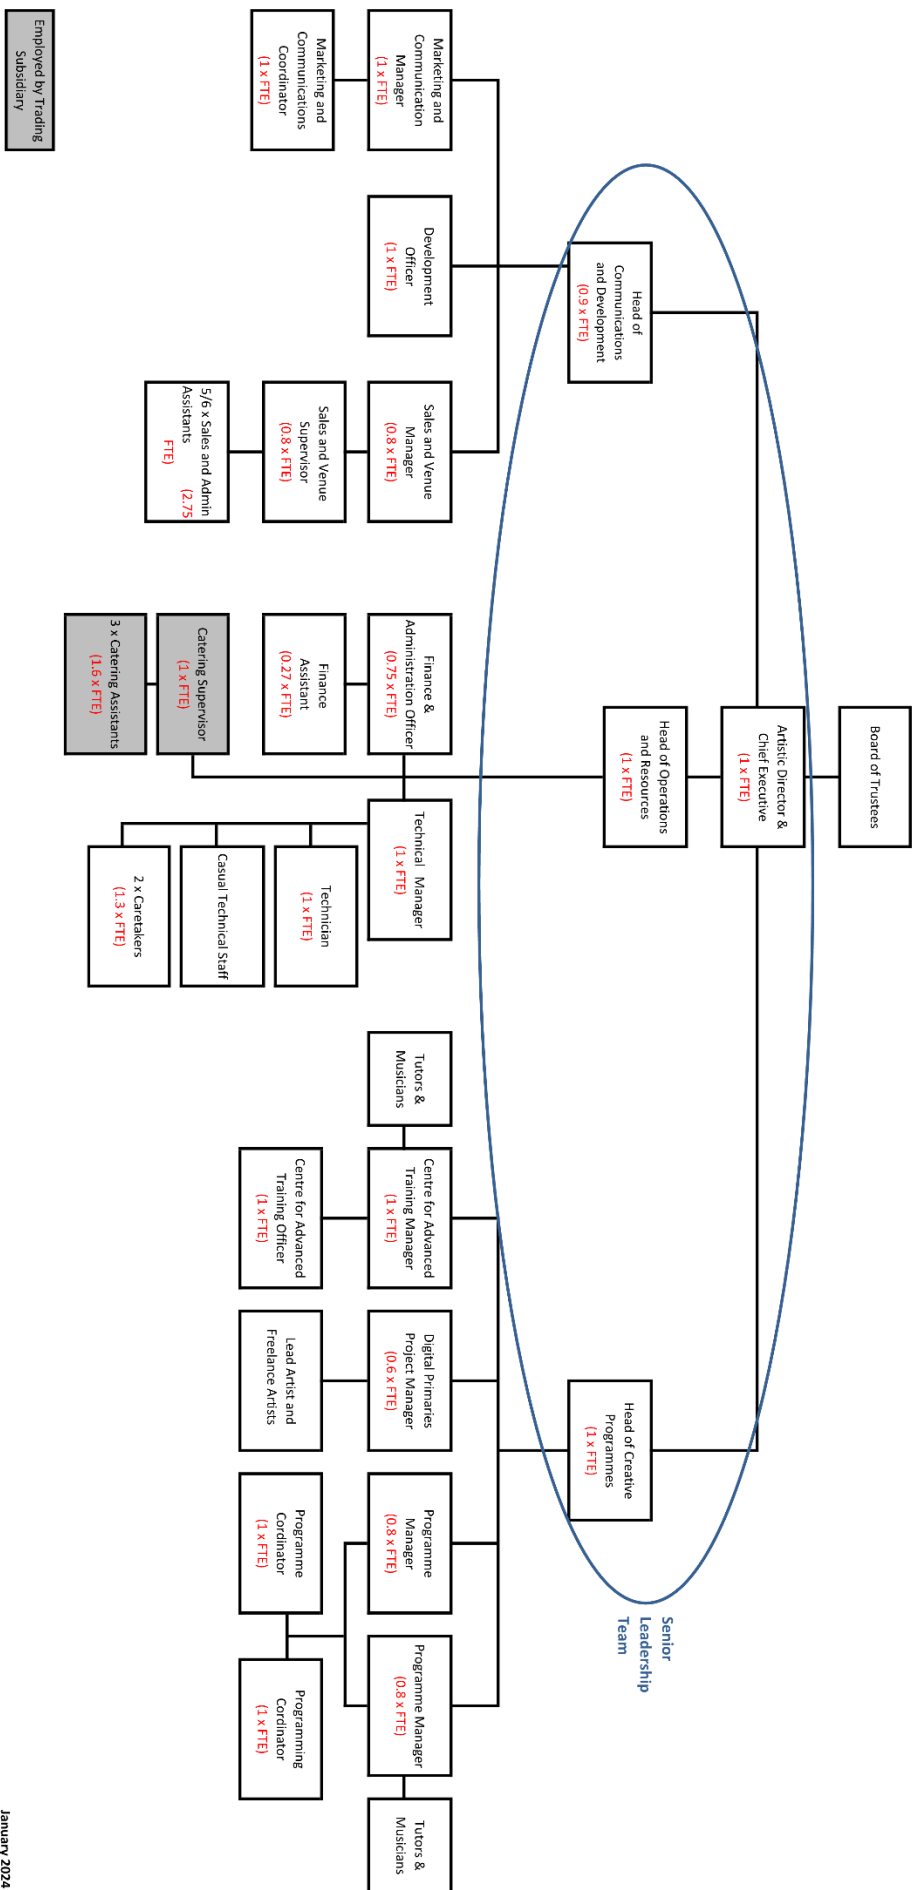 Board of Trustees
Artistic Director &
Chief Executive
(1 x FTE)
Senior
Leadership
Team
Head of
Communications
and Development
(0.9 x FTE)
Head of Operations
and Resources
(1 x FTE)
Head of Creative
Programmes
(1 x FTE)
Marketing and
Communication
Manager
(1 x FTE)
Development
Officer
(1 x FTE)
Sales and Venue
Manager
(0.8 x FTE)
Finance &
Administration Officer
(0.75 x FTE)
Technical Manager
(1 x FTE)
Tutors &
Musicians
Centre for Advanced
Training Manager
(1 x FTE)
Digital Primaries
Project Manager
(0.6 x FTE)
Programme
Manager
(0.8 x FTE)
Programme Manager
(0.8 x FTE)
Tutors &
Musicians
Marketing and
Communications
Coordinator
(1 x FTE)
Sales and Venue
Supervisor
(0.8 x FTE)
Finance
Assistant
(0.27 x FTE)
Technician
(1 x FTE)
Centre for Advanced
Training Officer
(1 x FTE)
Lead Artist and
Freelance Artists
Programme
Cordinator
(1 x FTE)
Programming
Cordinator
(1 x FTE)
5/6 x Sales and Admin
Assistants (2.75
FTE)
Catering Supervisor
(1 x FTE)
Casual Technical Staff
3 x Catering Assistants
(1.6 x FTE)
2 x Caretakers
(1.3 x FTE)
Employed by Trading
Subsidiary
January 2024